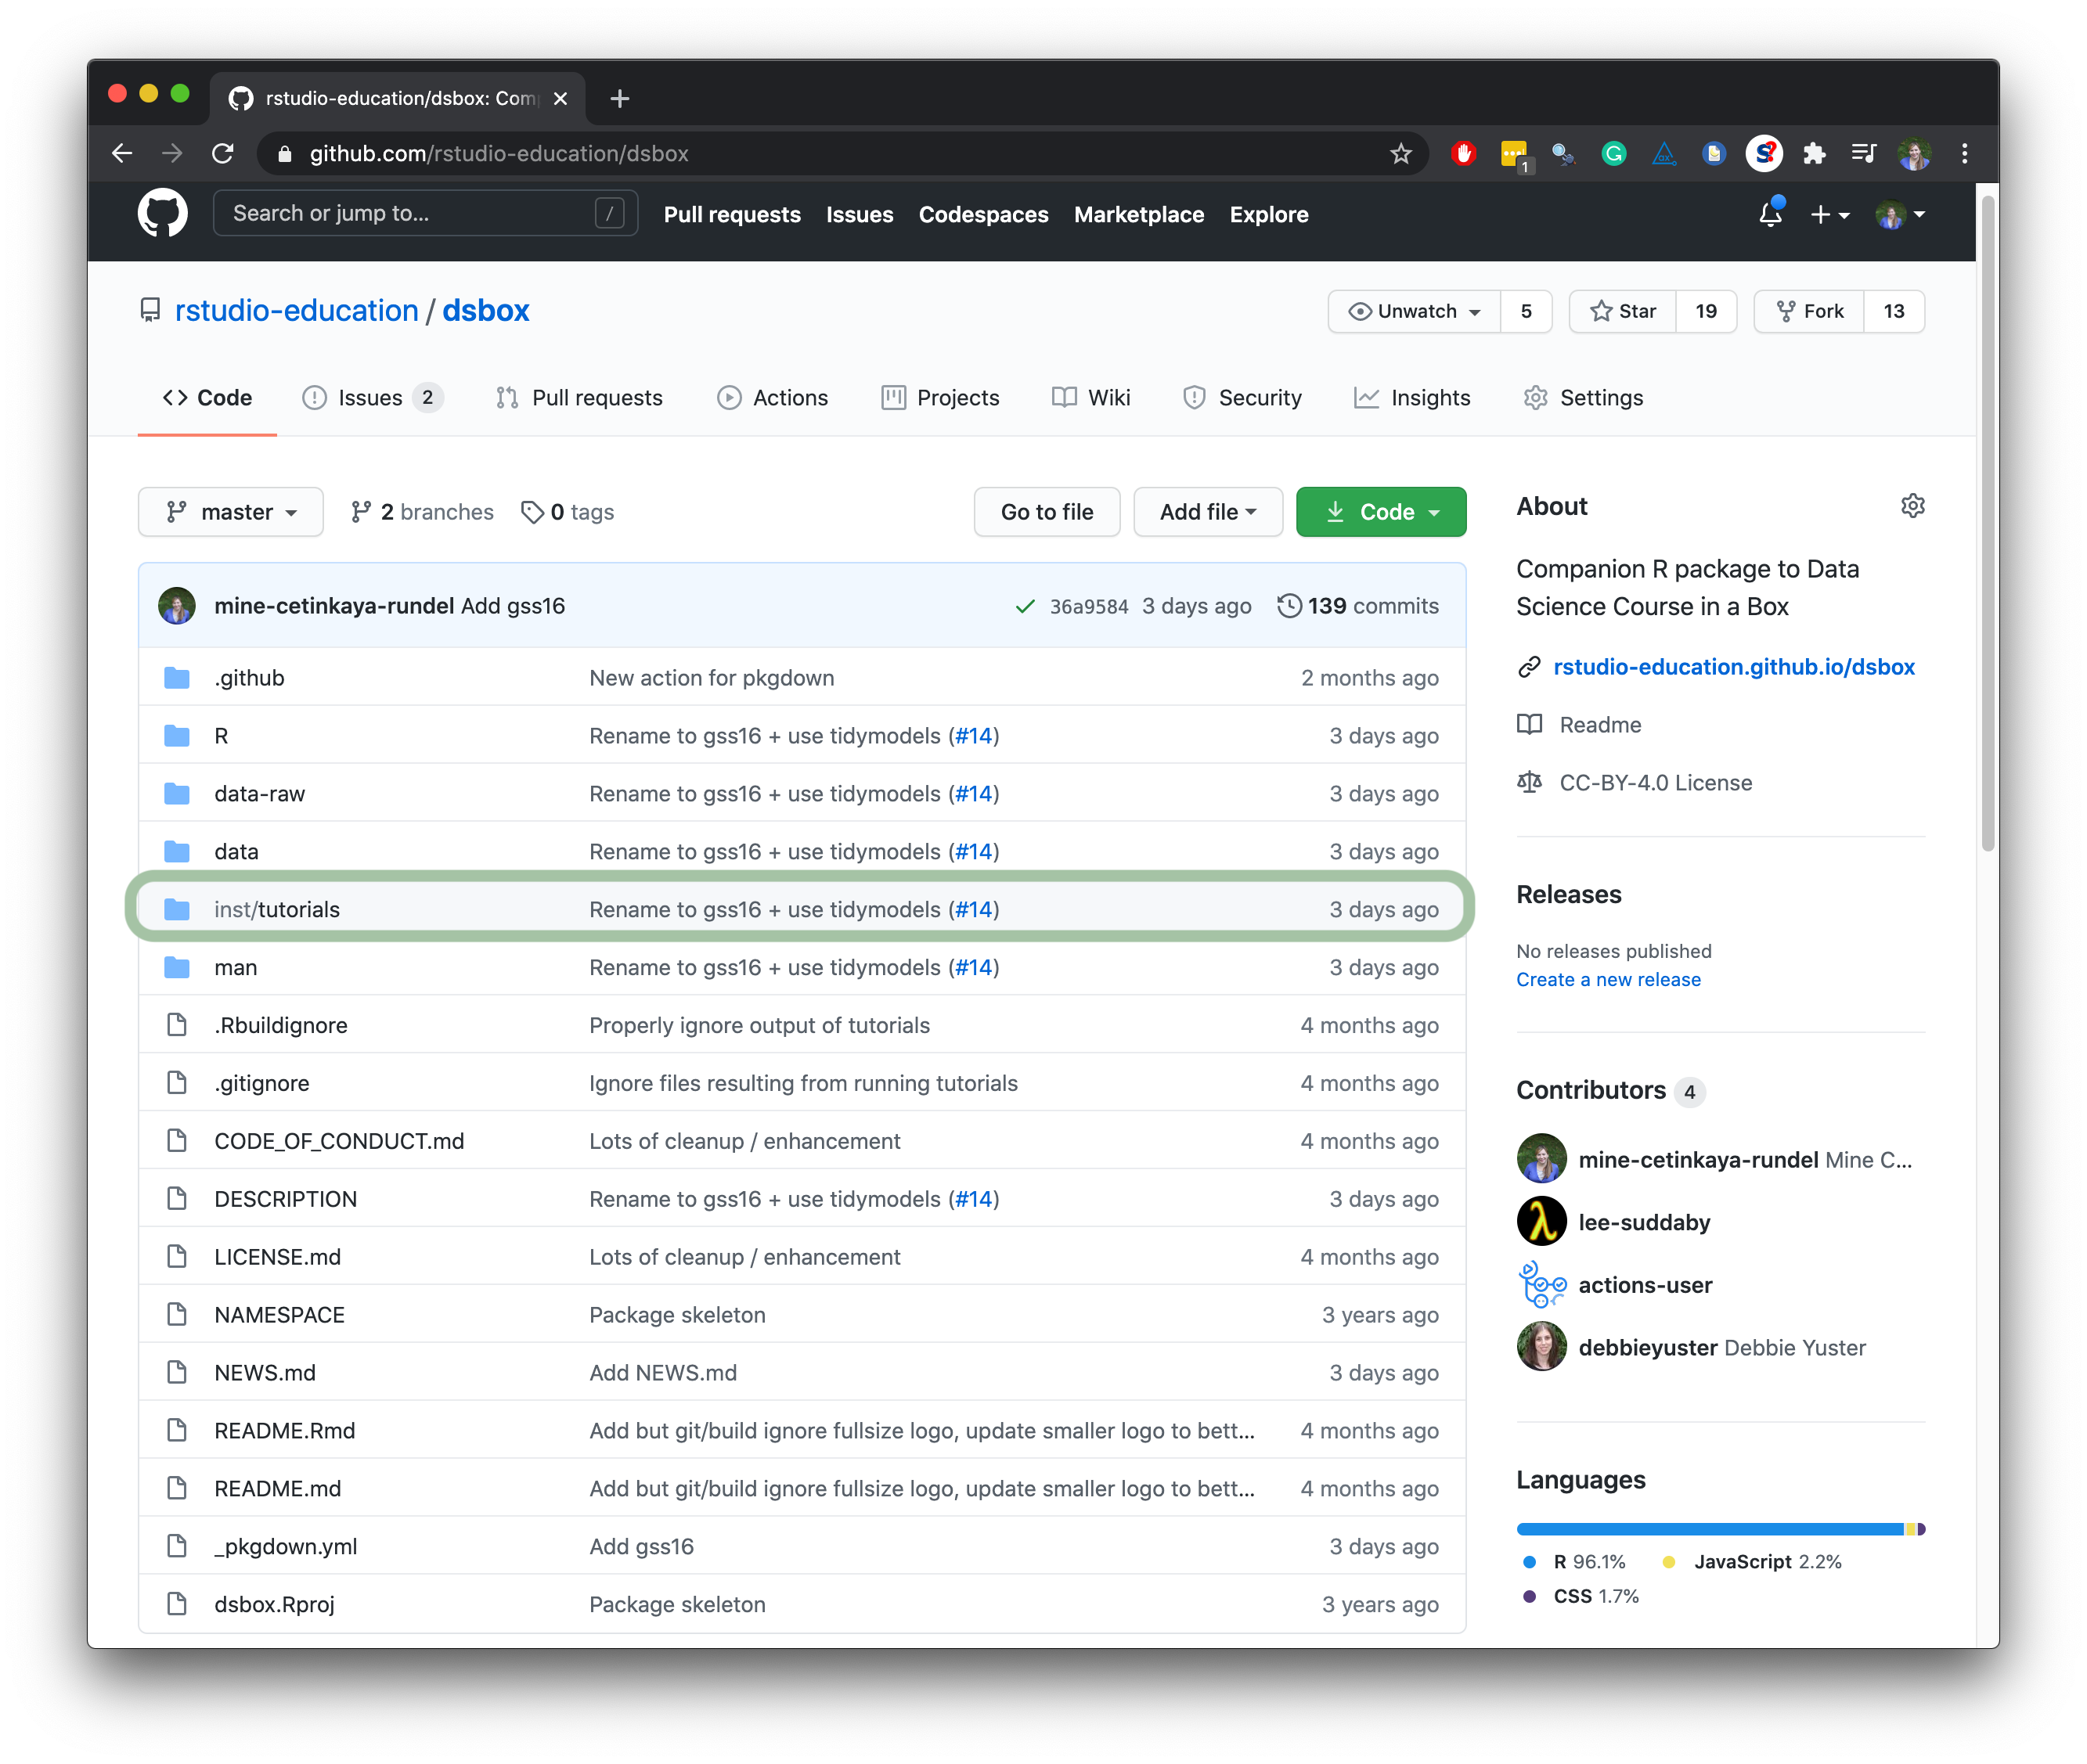 rstudio-education/dsbox: Com
github.com/rstudio-education/dsbox
1
Search or jump to... /
Pull requests Issues Codespaces Marketplace Explore
rstudio-education / dsbox
Unwatch 5 Star 19 Fork 13
Code Issues 2 Pull requests Actions Projects Wiki Security Insights Settings
master 2 branches 0 tags Go to file Add file Code
mine-cetinkaya-rundel Add gss16 36a9584 3 days ago 139 commits
.github New action for pkgdown 2 months ago
R Rename to gss16 + use tidymodels (#14) 3 days ago
data-raw Rename to gss16 + use tidymodels (#14) 3 days ago
data Rename to gss16 + use tidymodels (#14) 3 days ago
inst/tutorials Rename to gss16 + use tidymodels (#14) 3 days ago
man Rename to gss16 + use tidymodels (#14) 3 days ago
.Rbuildignore Properly ignore output of tutorials 4 months ago
.gitignore Ignore files resulting from running tutorials 4 months ago
CODE_OF_CONDUCT.md Lots of cleanup / enhancement 4 months ago
DESCRIPTION Rename to gss16 + use tidymodels (#14) 3 days ago
LICENSE.md Lots of cleanup / enhancement 4 months ago
NAMESPACE Package skeleton 3 years ago
NEWS.md Add NEWS.md 3 days ago
README.Rmd Add but git/build ignore fullsize logo, update smaller logo to bett... 4 months ago
README.md Add but git/build ignore fullsize logo, update smaller logo to bett... 4 months ago
_pkgdown.yml Add gss16 3 days ago
dsbox.Rproj Package skeleton 3 years ago
About
Companion R package to Data
Science Course in a Box
rstudio-education.github.io/dsbox
Readme
CC-BY-4.0 License
Releases
No releases published
Create a new release
Contributors 4
mine-cetinkaya-rundel Mine C...
lee-suddaby
actions-user
debbieyuster Debbie Yuster
Languages
R 96.1% JavaScript 2.2%
CSS 1.7%